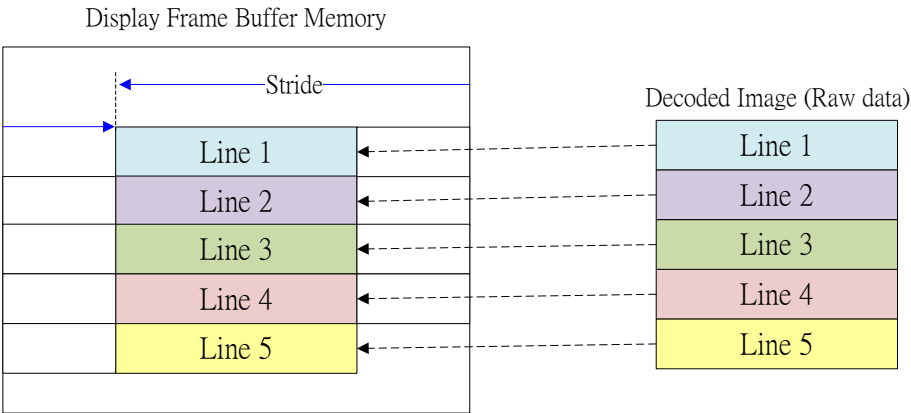 Display Frame Buffer Memory
Stride
Decoded Image (Raw data)
Line 1
Line 2
Line 3
Line 4
Line 5
Line 1
Line 2
Line 3
Line 4
Line 5